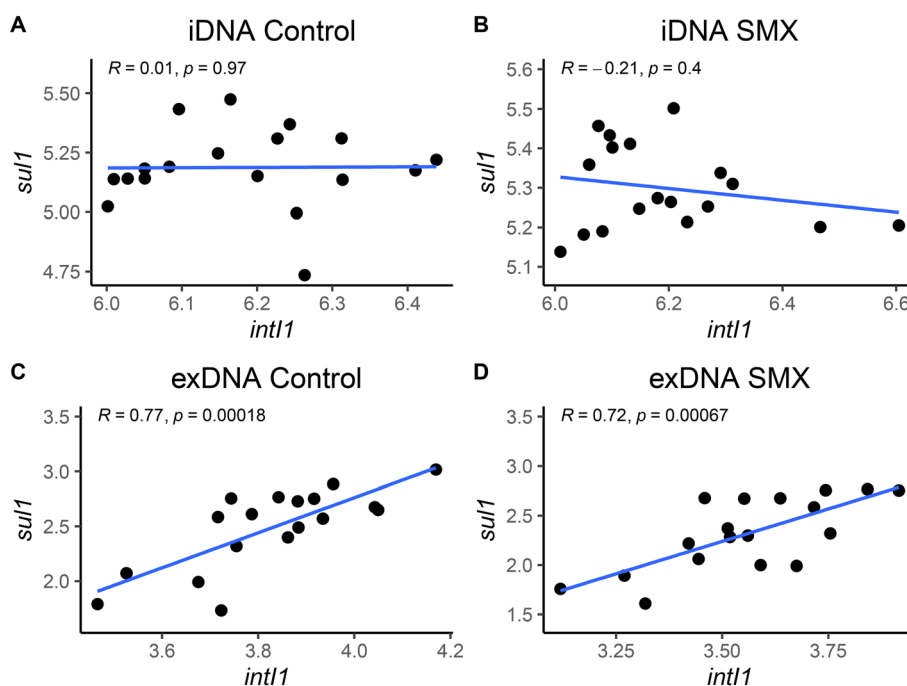 A
iDNA Control
R = 0.01, p = 0.97
5.50
5.25
5.00
4.75
sul1
6.0 6.1 6.2 6.3 6.4
intI1
B
iDNA SMX
R = −0.21, p = 0.4
5.6
5.5
5.4
5.3
5.2
5.1
sul1
6.0 6.2 6.4 6.6
intI1
C
exDNA Control
R = 0.77, p = 0.00018
3.5
3.0
2.5
2.0
sul1
3.6 3.8 4.0 4.2
intI1
D
exDNA SMX
R = 0.72, p = 0.00067
3.5
3.0
2.5
2.0
1.5
sul1
3.25 3.50 3.75
intI1